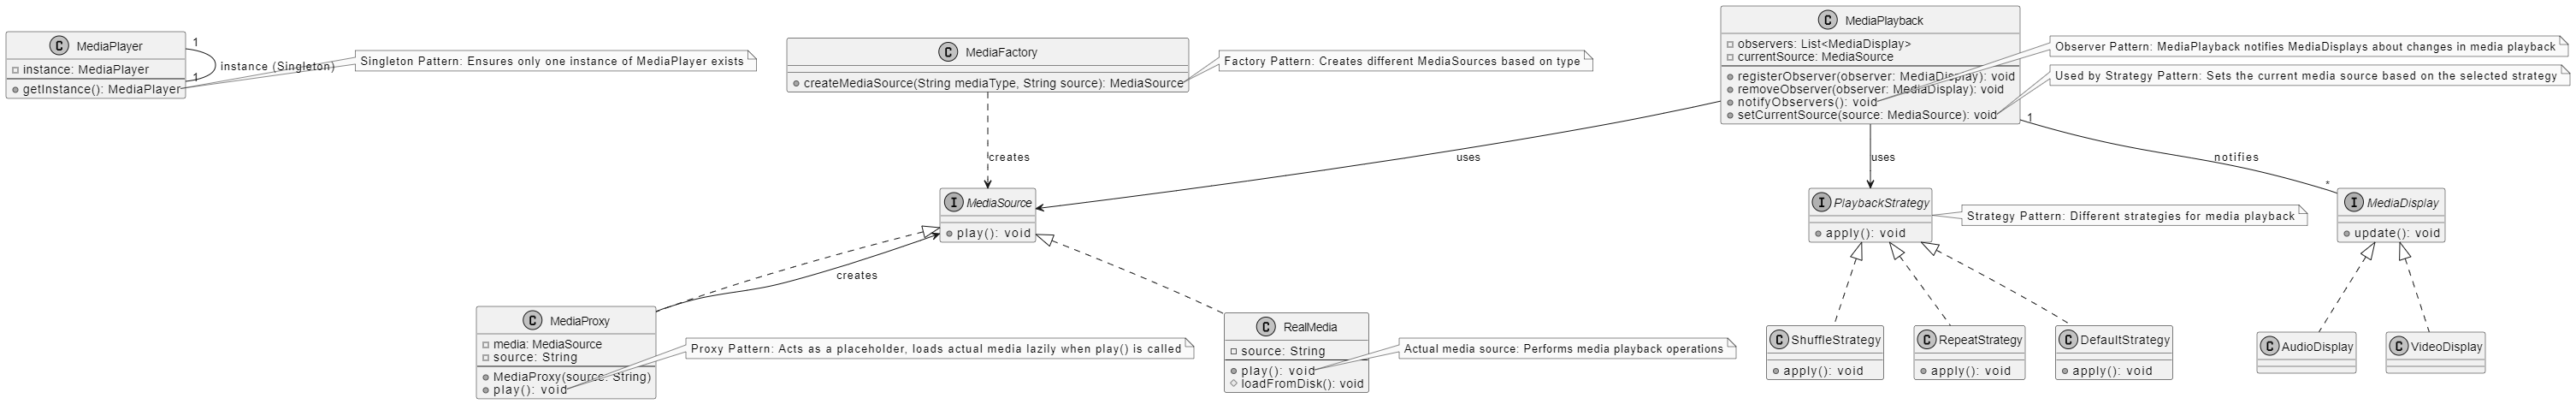 C MediaPlayer
instance: MediaPlayer
getInstance(): MediaPlayer
1
1
instance (Singleton)
Singleton Pattern: Ensures only one instance of MediaPlayer exists
C MediaFactory
createMediaSource(String mediaType, String source): MediaSource
Factory Pattern: Creates different MediaSources based on type
C MediaPlayback
observers: List<MediaDisplay>
currentSource: MediaSource
registerObserver(observer: MediaDisplay): void
removeObserver(observer: MediaDisplay): void
notifyObservers(): void
setCurrentSource(source: MediaSource): void
Observer Pattern: MediaPlayback notifies MediaDisplays about changes in media playback
Used by Strategy Pattern: Sets the current media source based on the selected strategy
1
creates
uses
uses
notifies
*
I MediaSource
play(): void
I PlaybackStrategy
apply(): void
Strategy Pattern: Different strategies for media playback
I MediaDisplay
update(): void
creates
C MediaProxy
media: MediaSource
source: String
MediaProxy(source: String)
play(): void
Proxy Pattern: Acts as a placeholder, loads actual media lazily when play() is called
C RealMedia
source: String
play(): void
loadFromDisk(): void
Actual media source: Performs media playback operations
C ShuffleStrategy
apply(): void
C RepeatStrategy
apply(): void
C DefaultStrategy
apply(): void
C AudioDisplay
C VideoDisplay